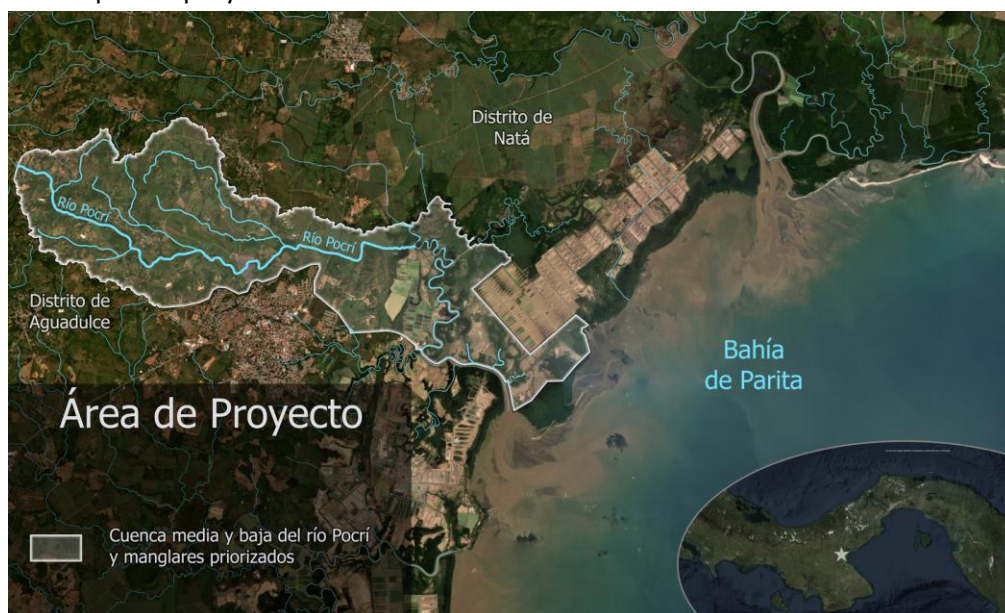 Distrito de
Natá
Río Pocrí
Río Pocrí
Distrito de
Aguadulce
Bahía
de Parita
Área de Proyecto
Cuenca media y baja del río Pocrí
y manglares priorizados